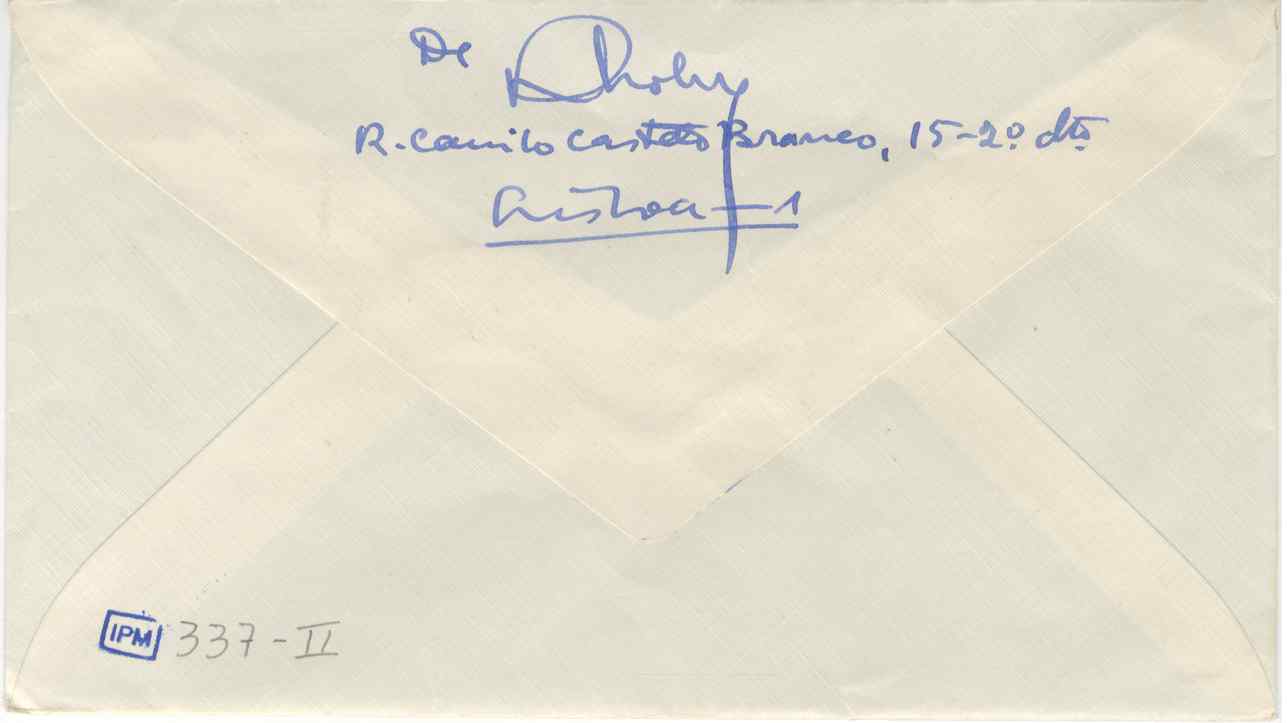 De
R. Camilo Castelo Branco, 15-2º dto
Lisboa-1
IPM 337-II